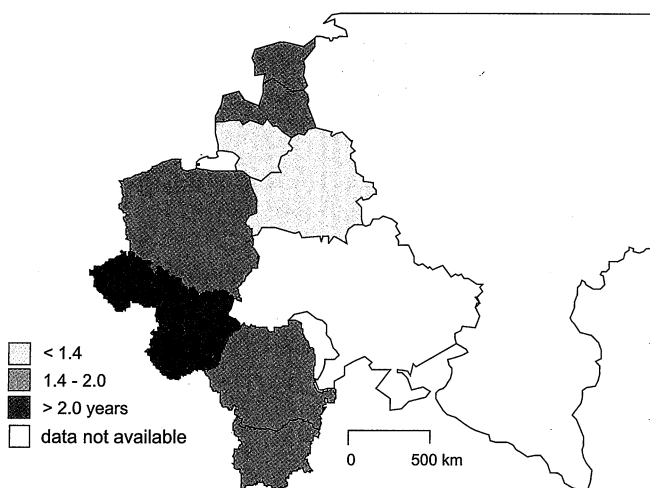 < 1.4
1.4 - 2.0
> 2.0 years
data not available
0 500 km